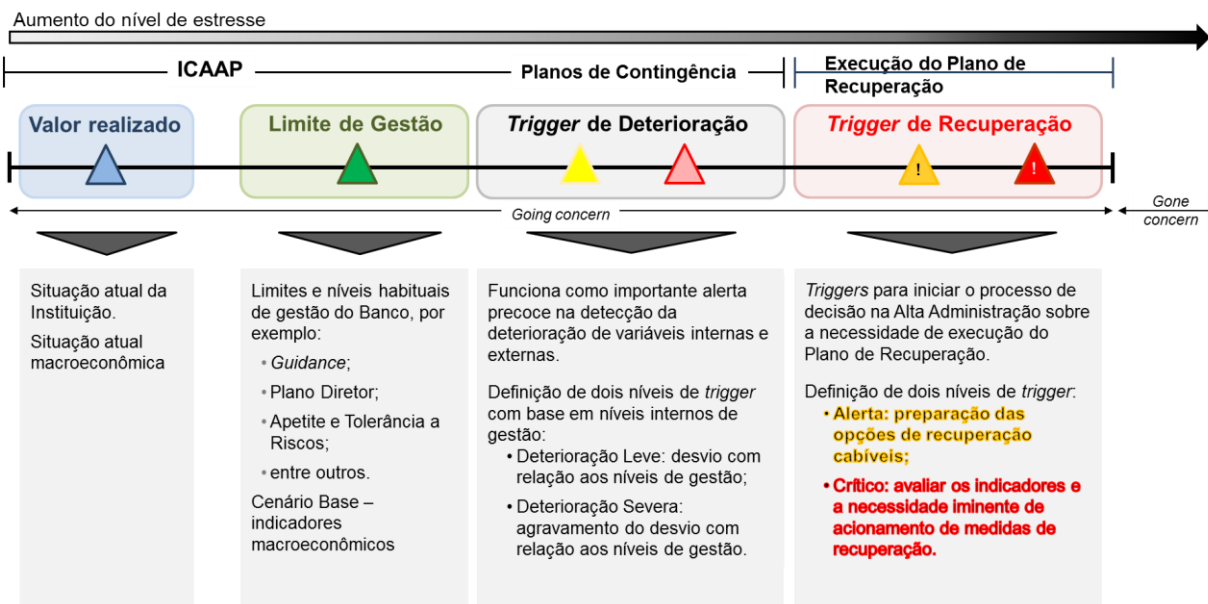 Aumento do nível de estresse
ICAAP
Planos de Contingência
Execução do Plano de
Recuperação
Valor realizado
Limite de Gestão
Trigger de Deterioração
Trigger de Recuperação
!
!
Going concern
Gone
concern
Situação atual da
Instituição.
Situação atual
macroeconômica
Limites e níveis habituais
de gestão do Banco, por
exemplo:
• Guidance;
• Plano Diretor;
• Apetite e Tolerância a
Riscos;
• entre outros.
Cenário Base –
indicadores
macroeconômicos
Funciona como importante alerta
precoce na detecção da
deterioração de variáveis internas e
externas.
Definição de dois níveis de trigger
com base em níveis internos de
gestão:
• Deterioração Leve: desvio com
relação aos níveis de gestão;
• Deterioração Severa:
agravamento do desvio com
relação aos níveis de gestão.
Triggers para iniciar o processo de
decisão na Alta Administração sobre
a necessidade de execução do
Plano de Recuperação.
Definição de dois níveis de trigger:
• Alerta: preparação das
opções de recuperação
cabíveis;
• Crítico: avaliar os indicadores e
a necessidade iminente de
acionamento de medidas de
recuperação.